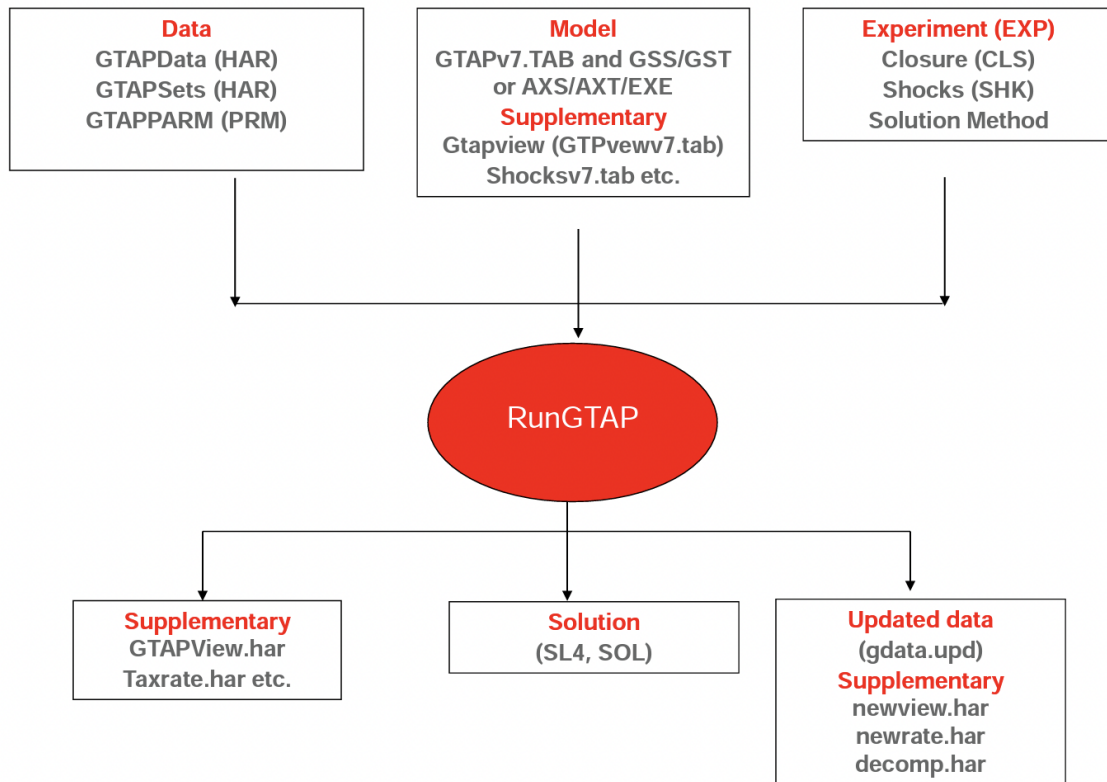 Data
GTAPData (HAR)
GTAPSets (HAR)
GTAPPARM (PRM)
Model
GTAPv7.TAB and GSS/GST
or AXS/AXT/EXE
Supplementary
Gtapview (GTPvewv7.tab)
Shocksv7.tab etc.
Experiment (EXP)
Closure (CLS)
Shocks (SHK)
Solution Method
RunGTAP
Supplementary
GTAPView.har
Taxrate.har etc.
Solution
(SL4, SOL)
Updated data
(gdata.upd)
Supplementary
newview.har
newrate.har
decomp.har